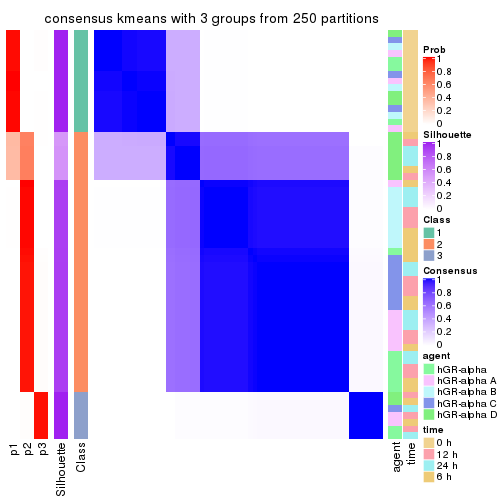 consensus kmeans with 3 groups from 250 partitions
Prob
1
0.8
0.6
0.4
0.2
0
Silhouette
1
0.8
0.6
0.4
0.2
0
Class
1
2
3
Consensus
1
0.8
0.6
0.4
0.2
0
agent
hGR-alpha
hGR-alpha A
hGR-alpha B
hGR-alpha C
hGR-alpha D
time
0 h
12 h
24 h
6 h
p1
p2
p3
Silhouette
Class
agent
time